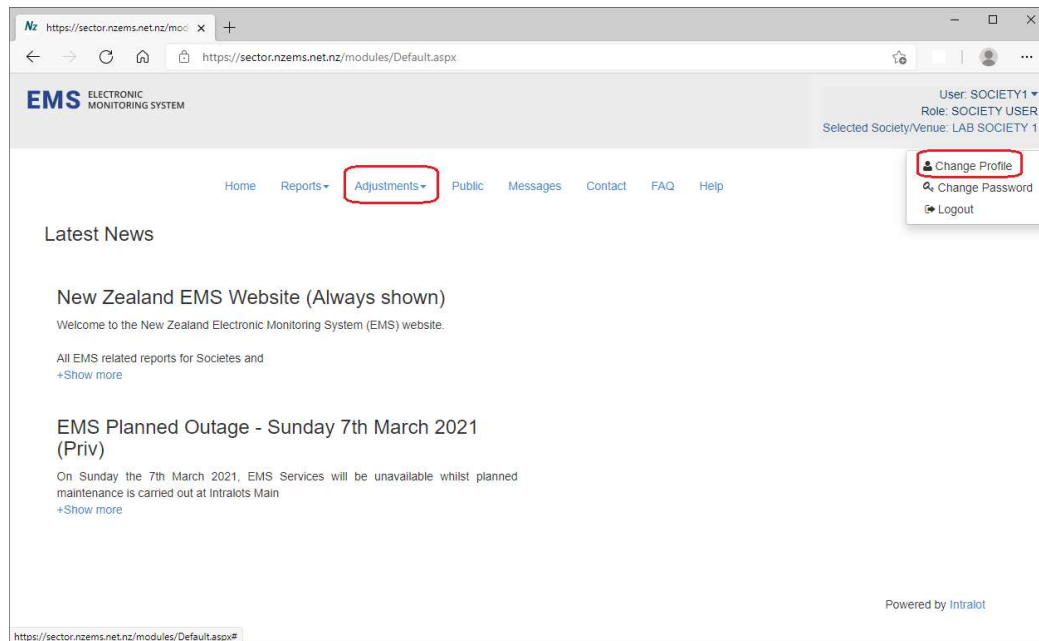 Nz https://sector.nzems.net.nz/mod
https://sector.nzems.net.nz/modules/Default.aspx
EMS ELECTRONIC
MONITORING SYSTEM
User: SOCIETY1
Role: SOCIETY USER
Selected Society/Venue: LAB SOCIETY 1
Change Profile
Change Password
Logout
Home Reports Adjustments Public Messages Contact FAQ Help
Latest News
New Zealand EMS Website (Always shown)
Welcome to the New Zealand Electronic Monitoring System (EMS) website.
All EMS related reports for Societes and
+Show more
EMS Planned Outage - Sunday 7th March 2021
(Priv)
On Sunday the 7th March 2021, EMS Services will be unavailable whilst planned
maintenance is carried out at Intralots Main
+Show more
Powered by Intralot
https://sector.nzems.net.nz/modules/Default.aspx#